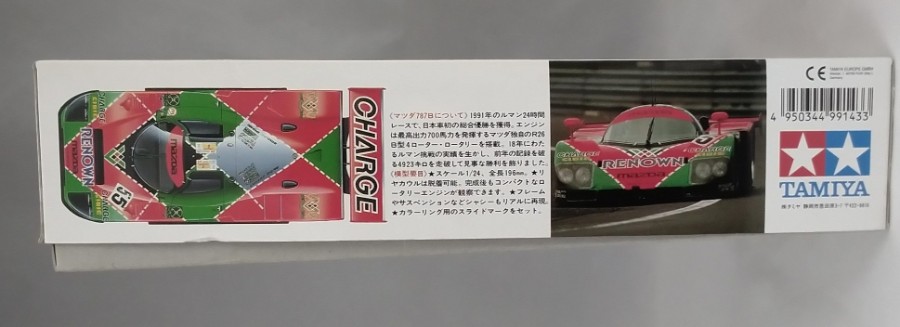 CHARGE
RENOWN
mazda
mazda
55
(マツダ787Bについて) 1991年のルマン24時間
レースで、日本車初の総合優勝を獲得。エンジン
は最高出力700馬力を発揮するマツダ独自のR26
B型4ローター・ロータリーを搭載。18年にわた
るルマン挑戦の実績を生かし、前年の記録を破
る4923キロを走破して見事な勝利を飾りました。
(模型要目) ★スケール1/24、全長196mm。★リ
ヤカウルは脱着可能。完成後もコンパクトなロ
ータリーエンジンが観察できます。★フレーム
やサスペンションなどシャシーもリアルに再現。
★カラーリング用のスライドマークをセット。
RENOWN
mazda
CE
4 950344 991433
TAMIYA